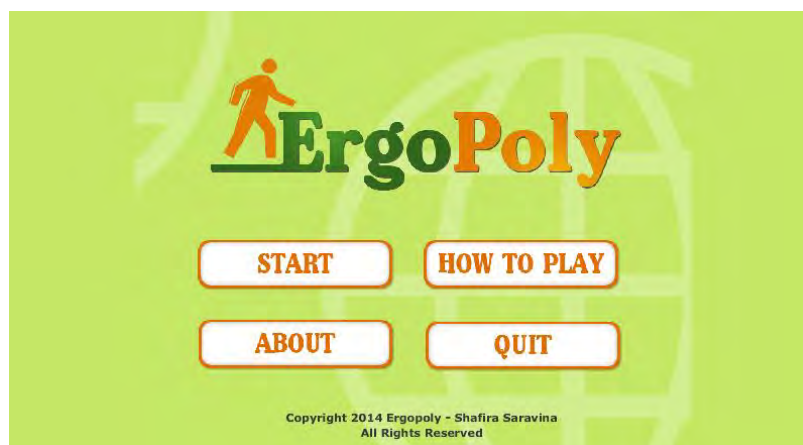 ErgoPoly
START
HOW TO PLAY
ABOUT
QUIT
Copyright 2014 Ergopoly - Shafira Saravina
All Rights Reserved